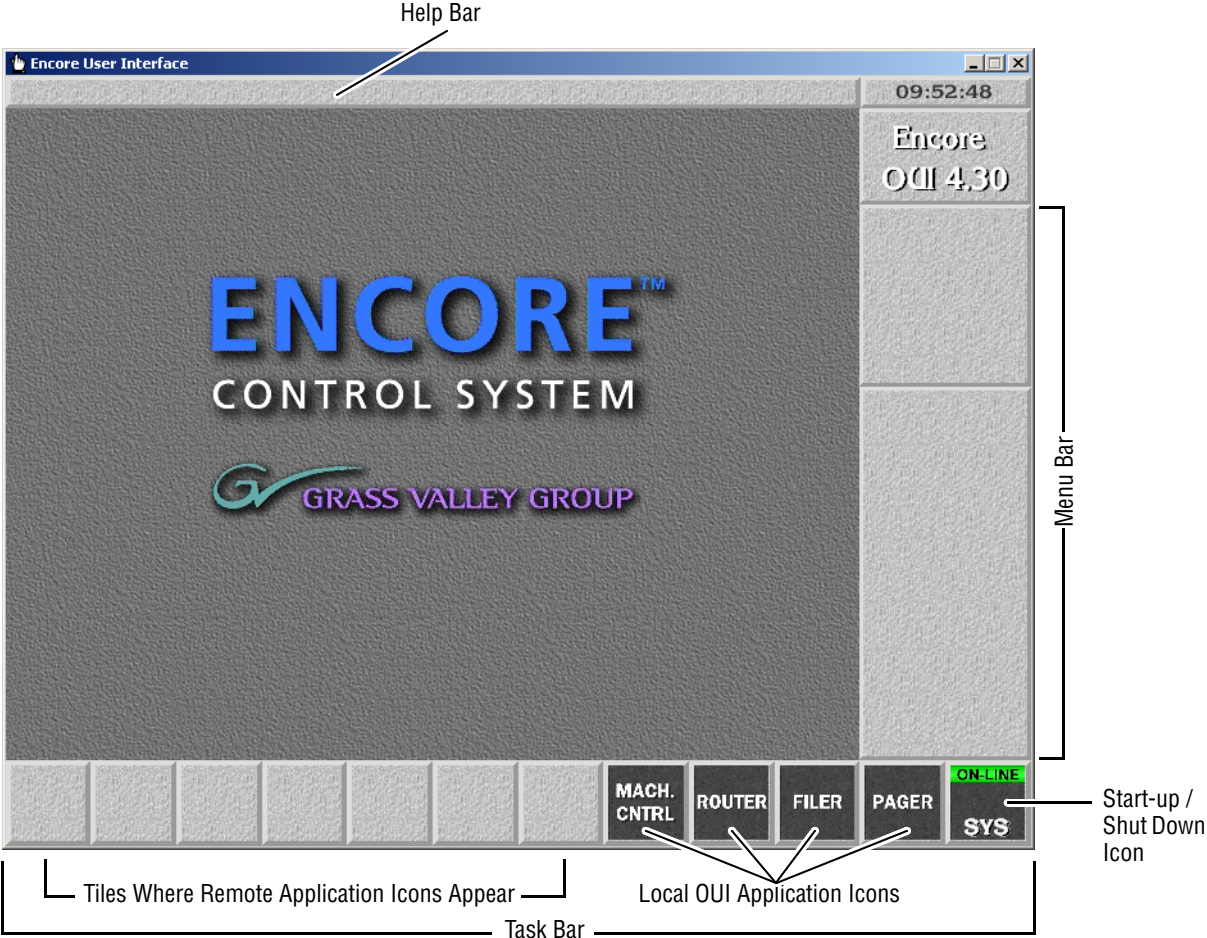 Help Bar
Encore User Interface
09:52:48
Encore
OUI 4.30
ENCORE™
CONTROL SYSTEM
GV GRASS VALLEY GROUP
Menu Bar
MACH.
CNTRL
ROUTER
FILER
PAGER
ON-LINE
SYS
Start-up /
Shut Down
Icon
Tiles Where Remote Application Icons Appear
Local OUI Application Icons
Task Bar